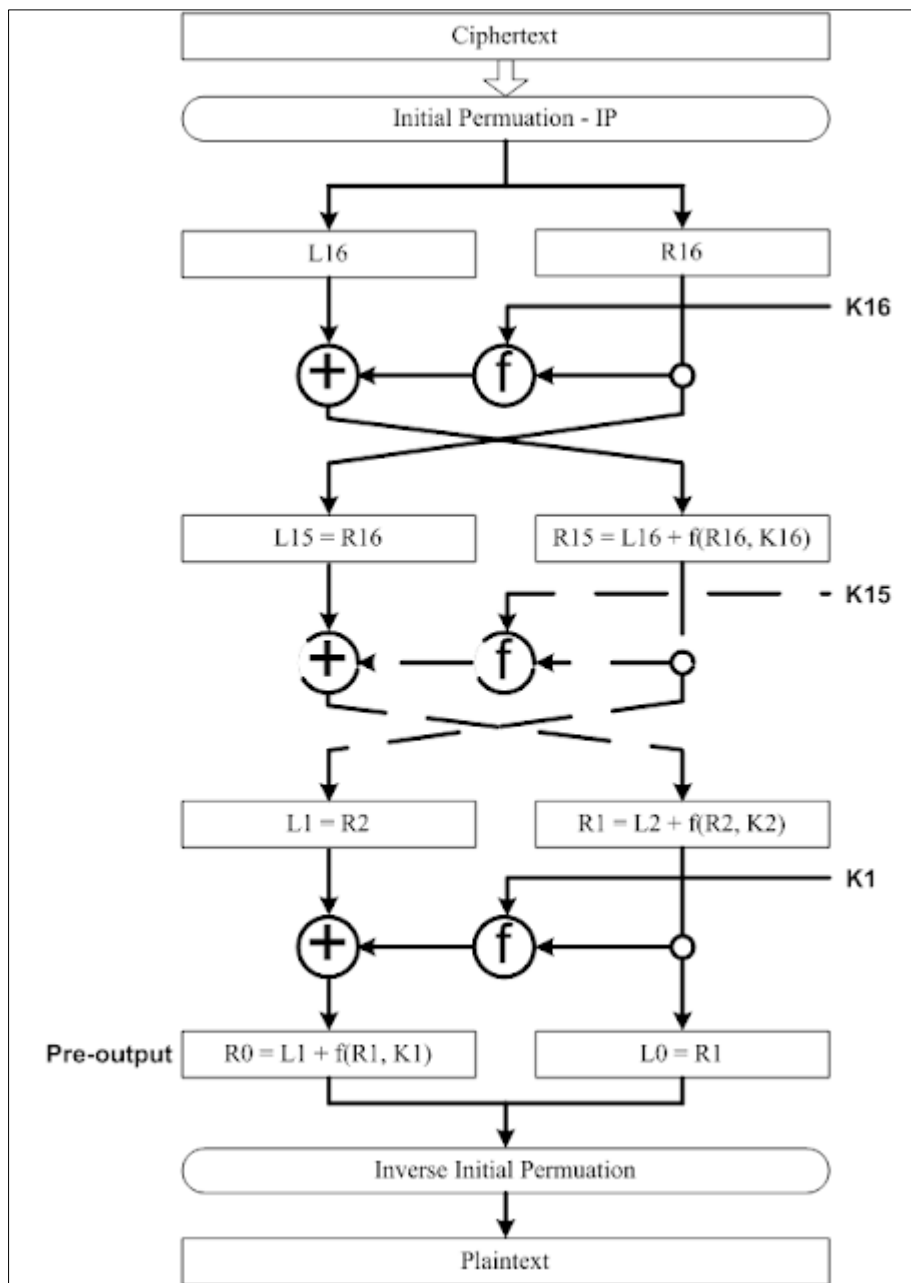 Ciphertext
Initial Permuation - IP
L16
R16
K16
+
f
L15 = R16
R15 = L16 + f(R16, K16)
K15
+
f
L1 = R2
R1 = L2 + f(R2, K2)
K1
+
f
Pre-output
R0 = L1 + f(R1, K1)
L0 = R1
Inverse Initial Permuation
Plaintext